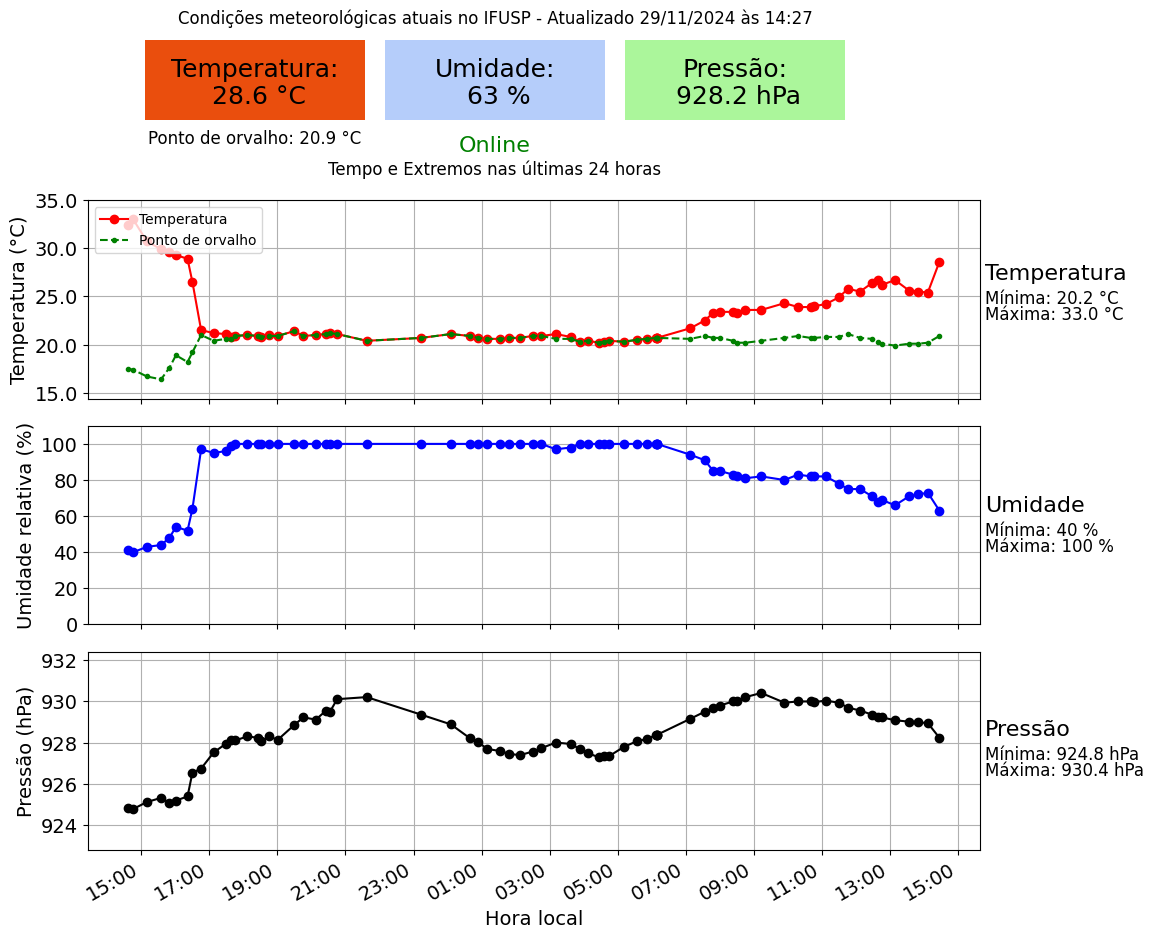 Condições meteorológicas atuais no IFUSP - Atualizado 29/11/2024 às 14:27
Temperatura:
28.6 °C
Umidade:
63 %
Pressão:
928.2 hPa
Ponto de orvalho: 20.9 °C
Online
Tempo e Extremos nas últimas 24 horas
Temperatura (°C)
35.0
30.0
25.0
20.0
15.0
Temperatura
Ponto de orvalho
Temperatura
Mínima: 20.2 °C
Máxima: 33.0 °C
Umidade relativa (%)
100
80
60
40
20
0
Umidade
Mínima: 40 %
Máxima: 100 %
Pressão (hPa)
932
930
928
926
924
Pressão
Mínima: 924.8 hPa
Máxima: 930.4 hPa
15:00 17:00 19:00 21:00 23:00 01:00 03:00 05:00 07:00 09:00 11:00 13:00 15:00
Hora local